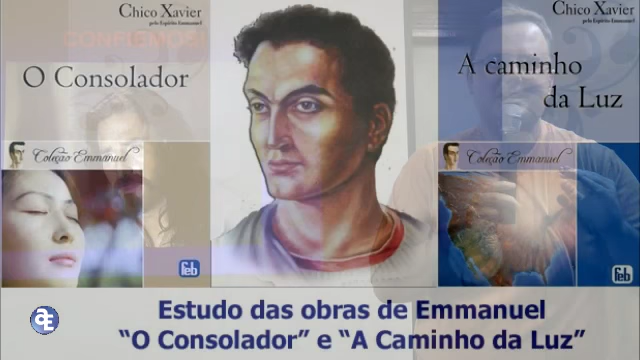 Chico Xavier
pelo Espírito Emmanuel
CONFIEMOS
O Consolador
Coleção Emmanuel
feb
Chico Xavier
pelo Espírito Emmanuel
A caminho
da Luz
Coleção Emmanuel
feb
Estudo das obras de Emmanuel
“O Consolador” e “A Caminho da Luz”